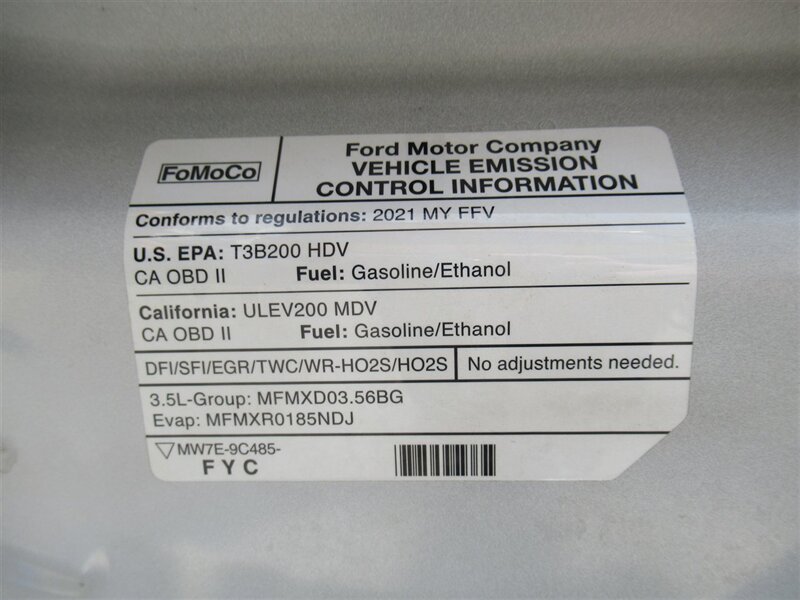 FoMoCo
Ford Motor Company
VEHICLE EMISSION
CONTROL INFORMATION
Conforms to regulations: 2021 MY FFV
U.S. EPA: T3B200 HDV
CA OBD II Fuel: Gasoline/Ethanol
California: ULEV200 MDV
CA OBD II Fuel: Gasoline/Ethanol
DFI/SFI/EGR/TWC/WR-HO2S/HO2S No adjustments needed.
3.5L-Group: MFMXD03.56BG
Evap: MFMXR0185NDJ
MW7E-9C485-
FYC